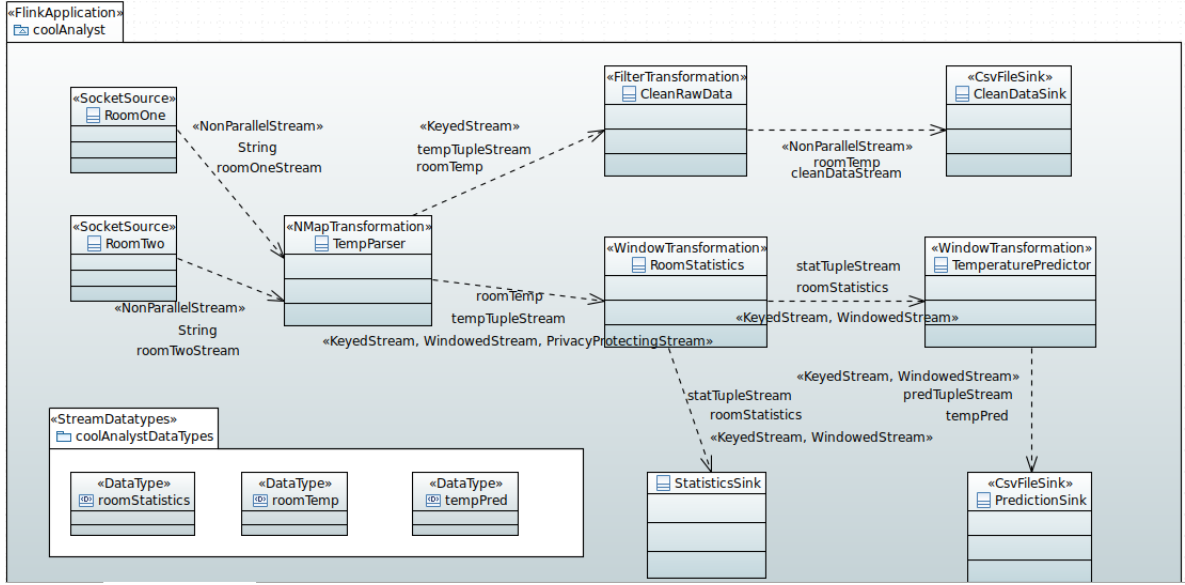 «FlinkApplication»
coolAnalyst
«SocketSource»
RoomOne
«NonParallelStream»
String
roomOneStream
«KeyedStream»
tempTupleStream
roomTemp
«FilterTransformation»
CleanRawData
«NonParallelStream»
roomTemp
cleanDataStream
«CsvFileSink»
CleanDataSink
«SocketSource»
RoomTwo
«NonParallelStream»
String
roomTwoStream
«NMapTransformation»
TempParser
roomTemp
tempTupleStream
«KeyedStream, WindowedStream, PrivacyProtectingStream»
«WindowTransformation»
RoomStatistics
statTupleStream
roomStatistics
«KeyedStream, WindowedStream»
«WindowTransformation»
TemperaturePredictor
statTupleStream
roomStatistics
«KeyedStream, WindowedStream»
«KeyedStream, WindowedStream»
predTupleStream
tempPred
StatisticsSink
«CsvFileSink»
PredictionSink
«StreamDatatypes»
coolAnalystDataTypes
«DataType»
roomStatistics
«DataType»
roomTemp
«DataType»
tempPred